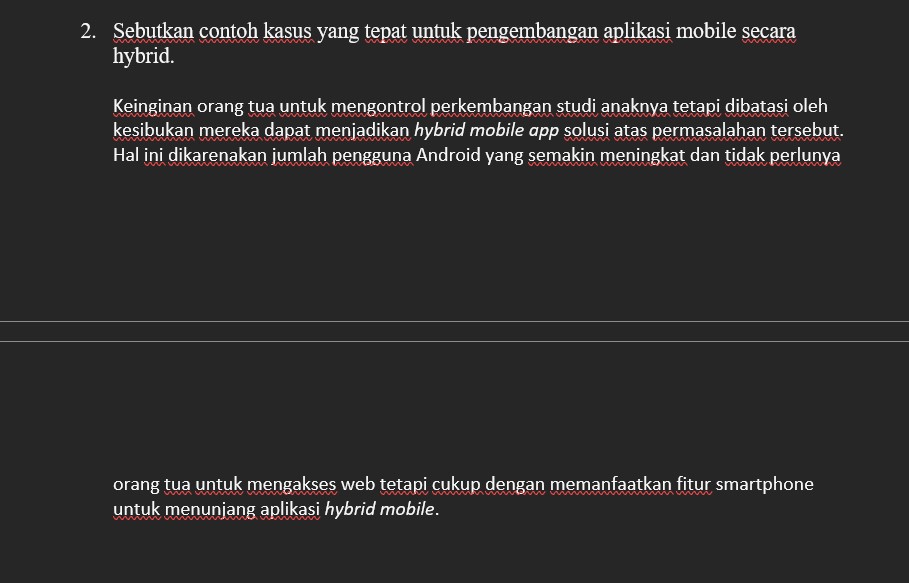 2. Sebutkan contoh kasus yang tepat untuk pengembangan aplikasi mobile secara
hybrid.
Keinginan orang tua untuk mengontrol perkembangan studi anaknya tetapi dibatasi oleh
kesibukan mereka dapat menjadikan hybrid mobile app solusi atas permasalahan tersebut.
Hal ini dikarenakan jumlah pengguna Android yang semakin meningkat dan tidak perlunya
orang tua untuk mengakses web tetapi cukup dengan memanfaatkan fitur smartphone
untuk menunjang aplikasi hybrid mobile.